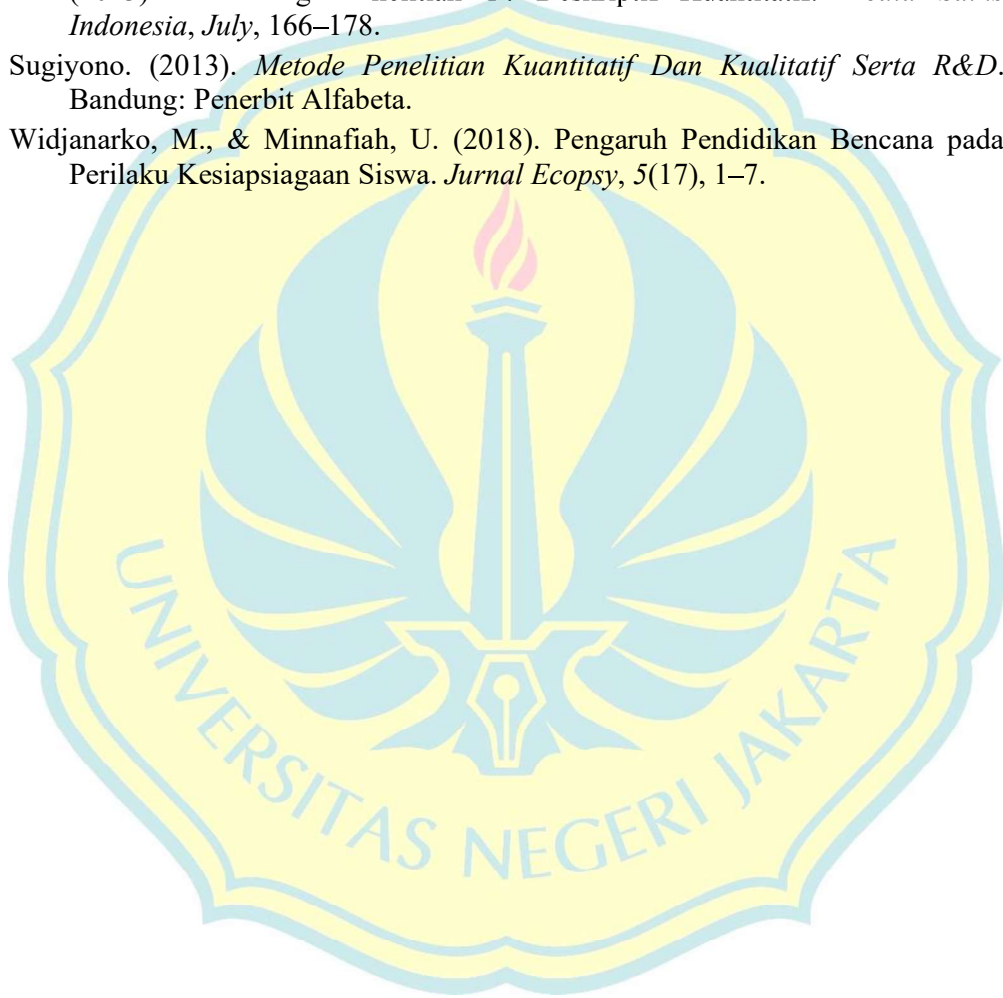 Indonesia, July, 166–178.
Sugiyono. (2013). Metode Penelitian Kuantitatif Dan Kualitatif Serta R&D.
Bandung: Penerbit Alfabeta.
Widjanarko, M., & Minnafiah, U. (2018). Pengaruh Pendidikan Bencana pada
Perilaku Kesiapsiagaan Siswa. Jurnal Ecopsy, 5(17), 1–7.
UNIVERSITAS NEGERI JAKARTA